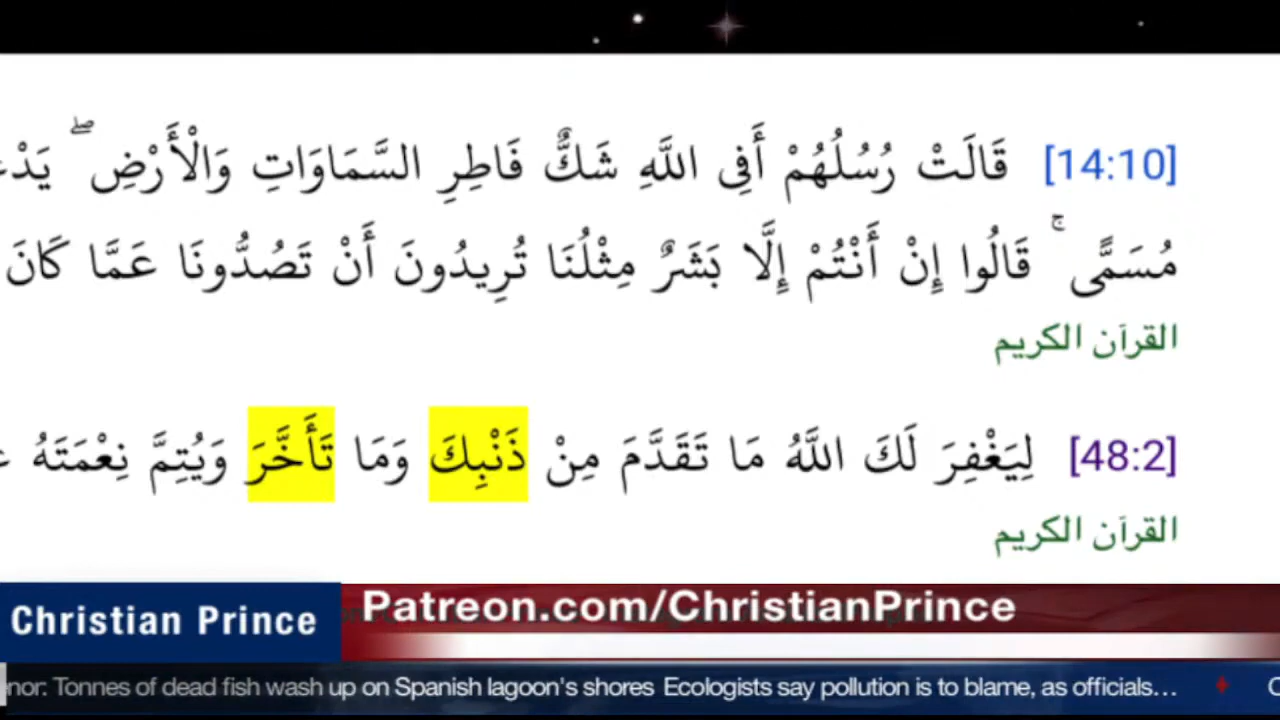 [14:10] قَالَتْ رُسُلُهُمْ أَفِي اللَّهِ شَكٌّ فَاطِرِ السَّمَاوَاتِ وَالْأَرْضِ ۖ
مُسَمًّى ۚ قَالُوا إِنْ أَنْتُمْ إِلَّا بَشَرٌ مِثْلُنَا تُرِيدُونَ أَنْ تَصُدُّونَا عَمَّا كَانَ
القرآن الكريم
[48:2] لِيَغْفِرَ لَكَ اللَّهُ مَا تَقَدَّمَ مِنْ ذَنْبِكَ وَمَا تَأَخَّرَ وَيُتِمَّ نِعْمَتَهُ
القرآن الكريم
Patreon.com/ChristianPrince
Christian Prince
Tonnes of dead fish wash up on Spanish lagoon's shores Ecologists say pollution is to blame, as officials...